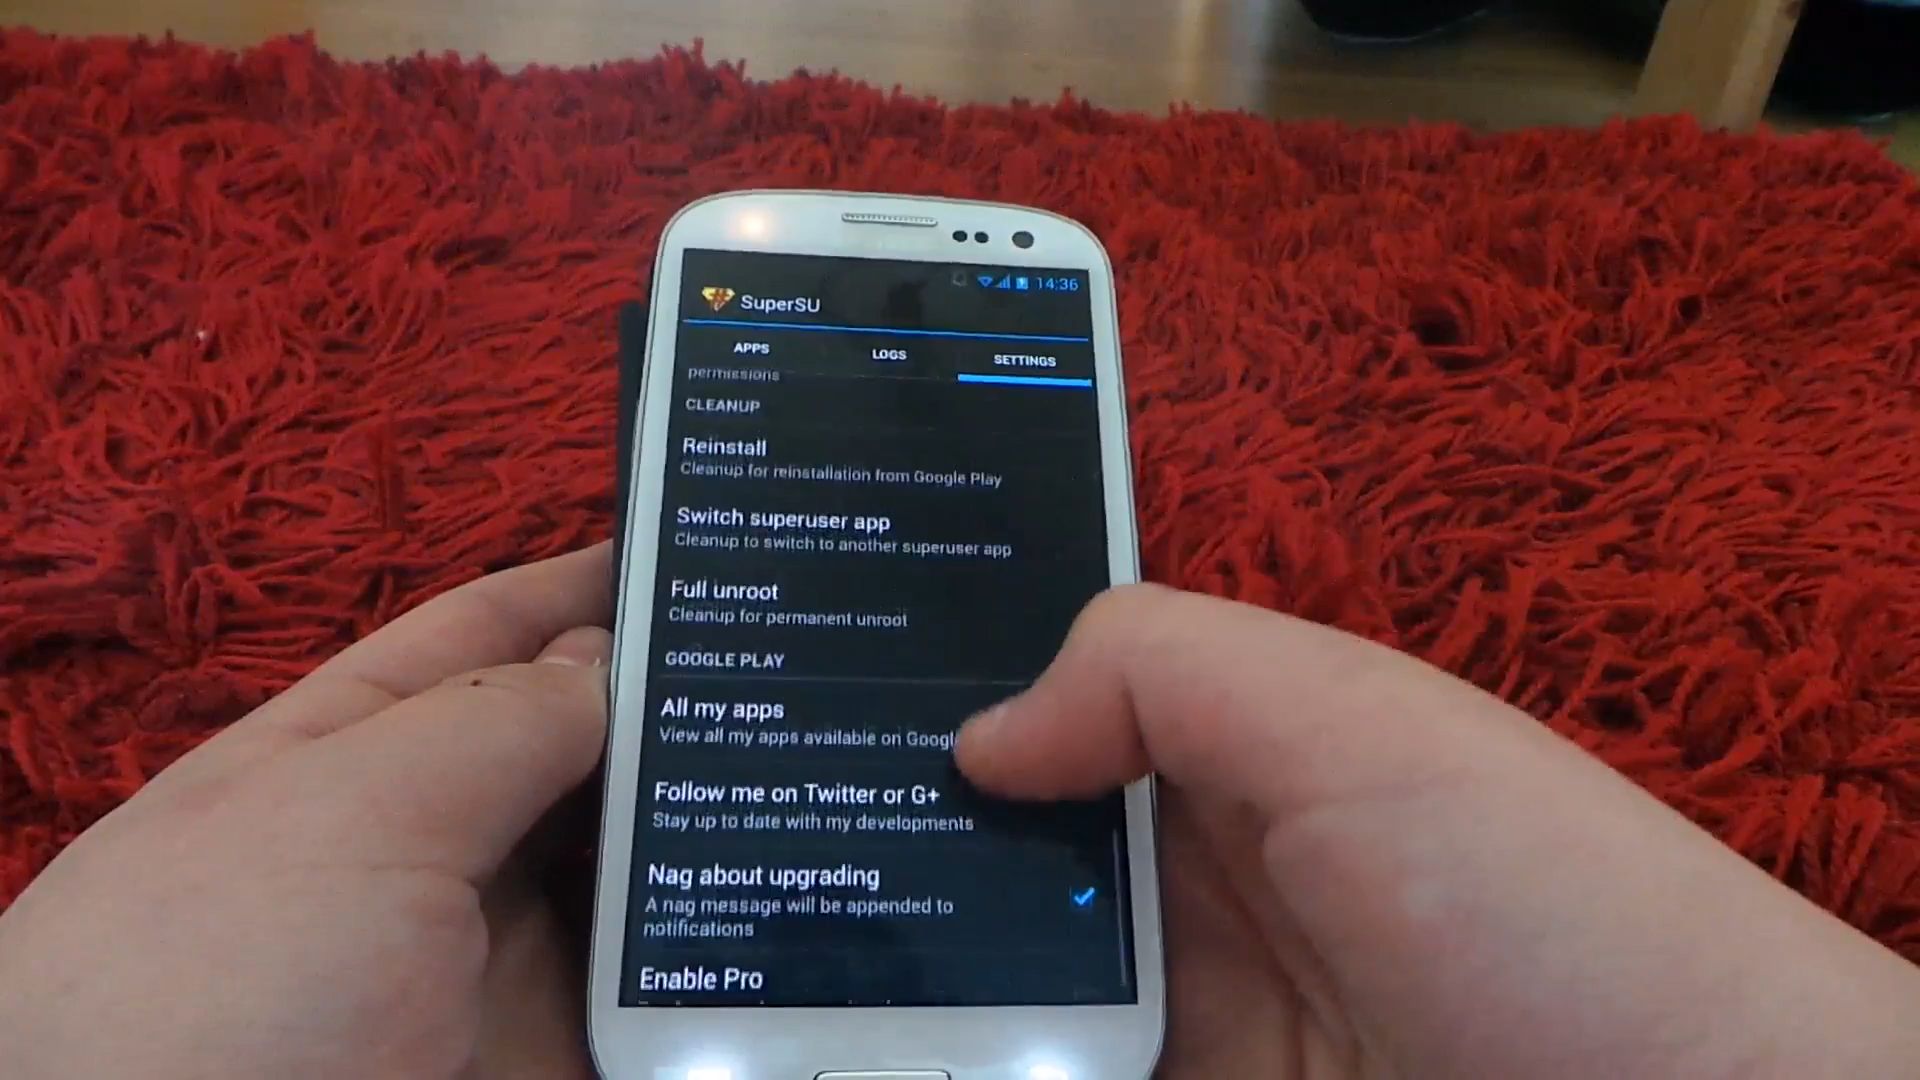 14:36
SuperSU
APPS LOGS SETTINGS
permissions
CLEANUP
Reinstall
Cleanup for reinstallation from Google Play
Switch superuser app
Cleanup to switch to another superuser app
Full unroot
Cleanup for permanent unroot
GOOGLE PLAY
All my apps
View all my apps available on Googl
Follow me on Twitter or G+
Stay up to date with my developments
Nag about upgrading
A nag message will be appended to
notifications
Enable Pro